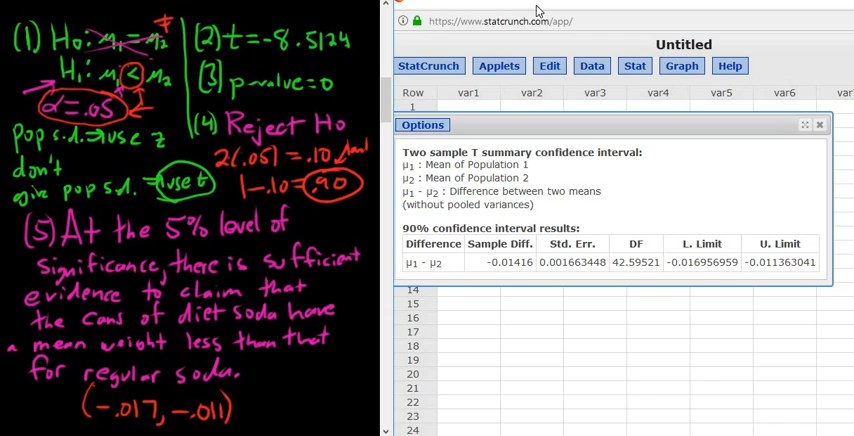 (1) H₀: μ₁ = μ₂ ≠
H₁: μ₁ < μ₂
α = .05
pop s.d. ⇒ use z
don't
give pop s.d. ⇒ use t
(2) t = -8.5124
(3) p-value = 0
(4) Reject H₀
2(.05) = .10
1 - .10 = .90
(5) At the 5% level of
significance, there is sufficient
evidence to claim that
the cans of diet soda have
a mean weight less than that
for regular soda.
(-.017, -.011)
https://www.statcrunch.com/app/
Untitled
StatCrunch Applets Edit Data Stat Graph Help
Row var1 var2 var3 var4 var5 var6 var
1
Options
Two sample T summary confidence interval:
μ₁ : Mean of Population 1
μ₂ : Mean of Population 2
μ₁ - μ₂ : Difference between two means
(without pooled variances)
90% confidence interval results:
Difference Sample Diff. Std. Err. DF L. Limit U. Limit
μ₁ - μ₂ -0.01416 0.001663448 42.59521 -0.016956959 -0.011363041
14
15
16
17
18
19
20
21
22
23
24